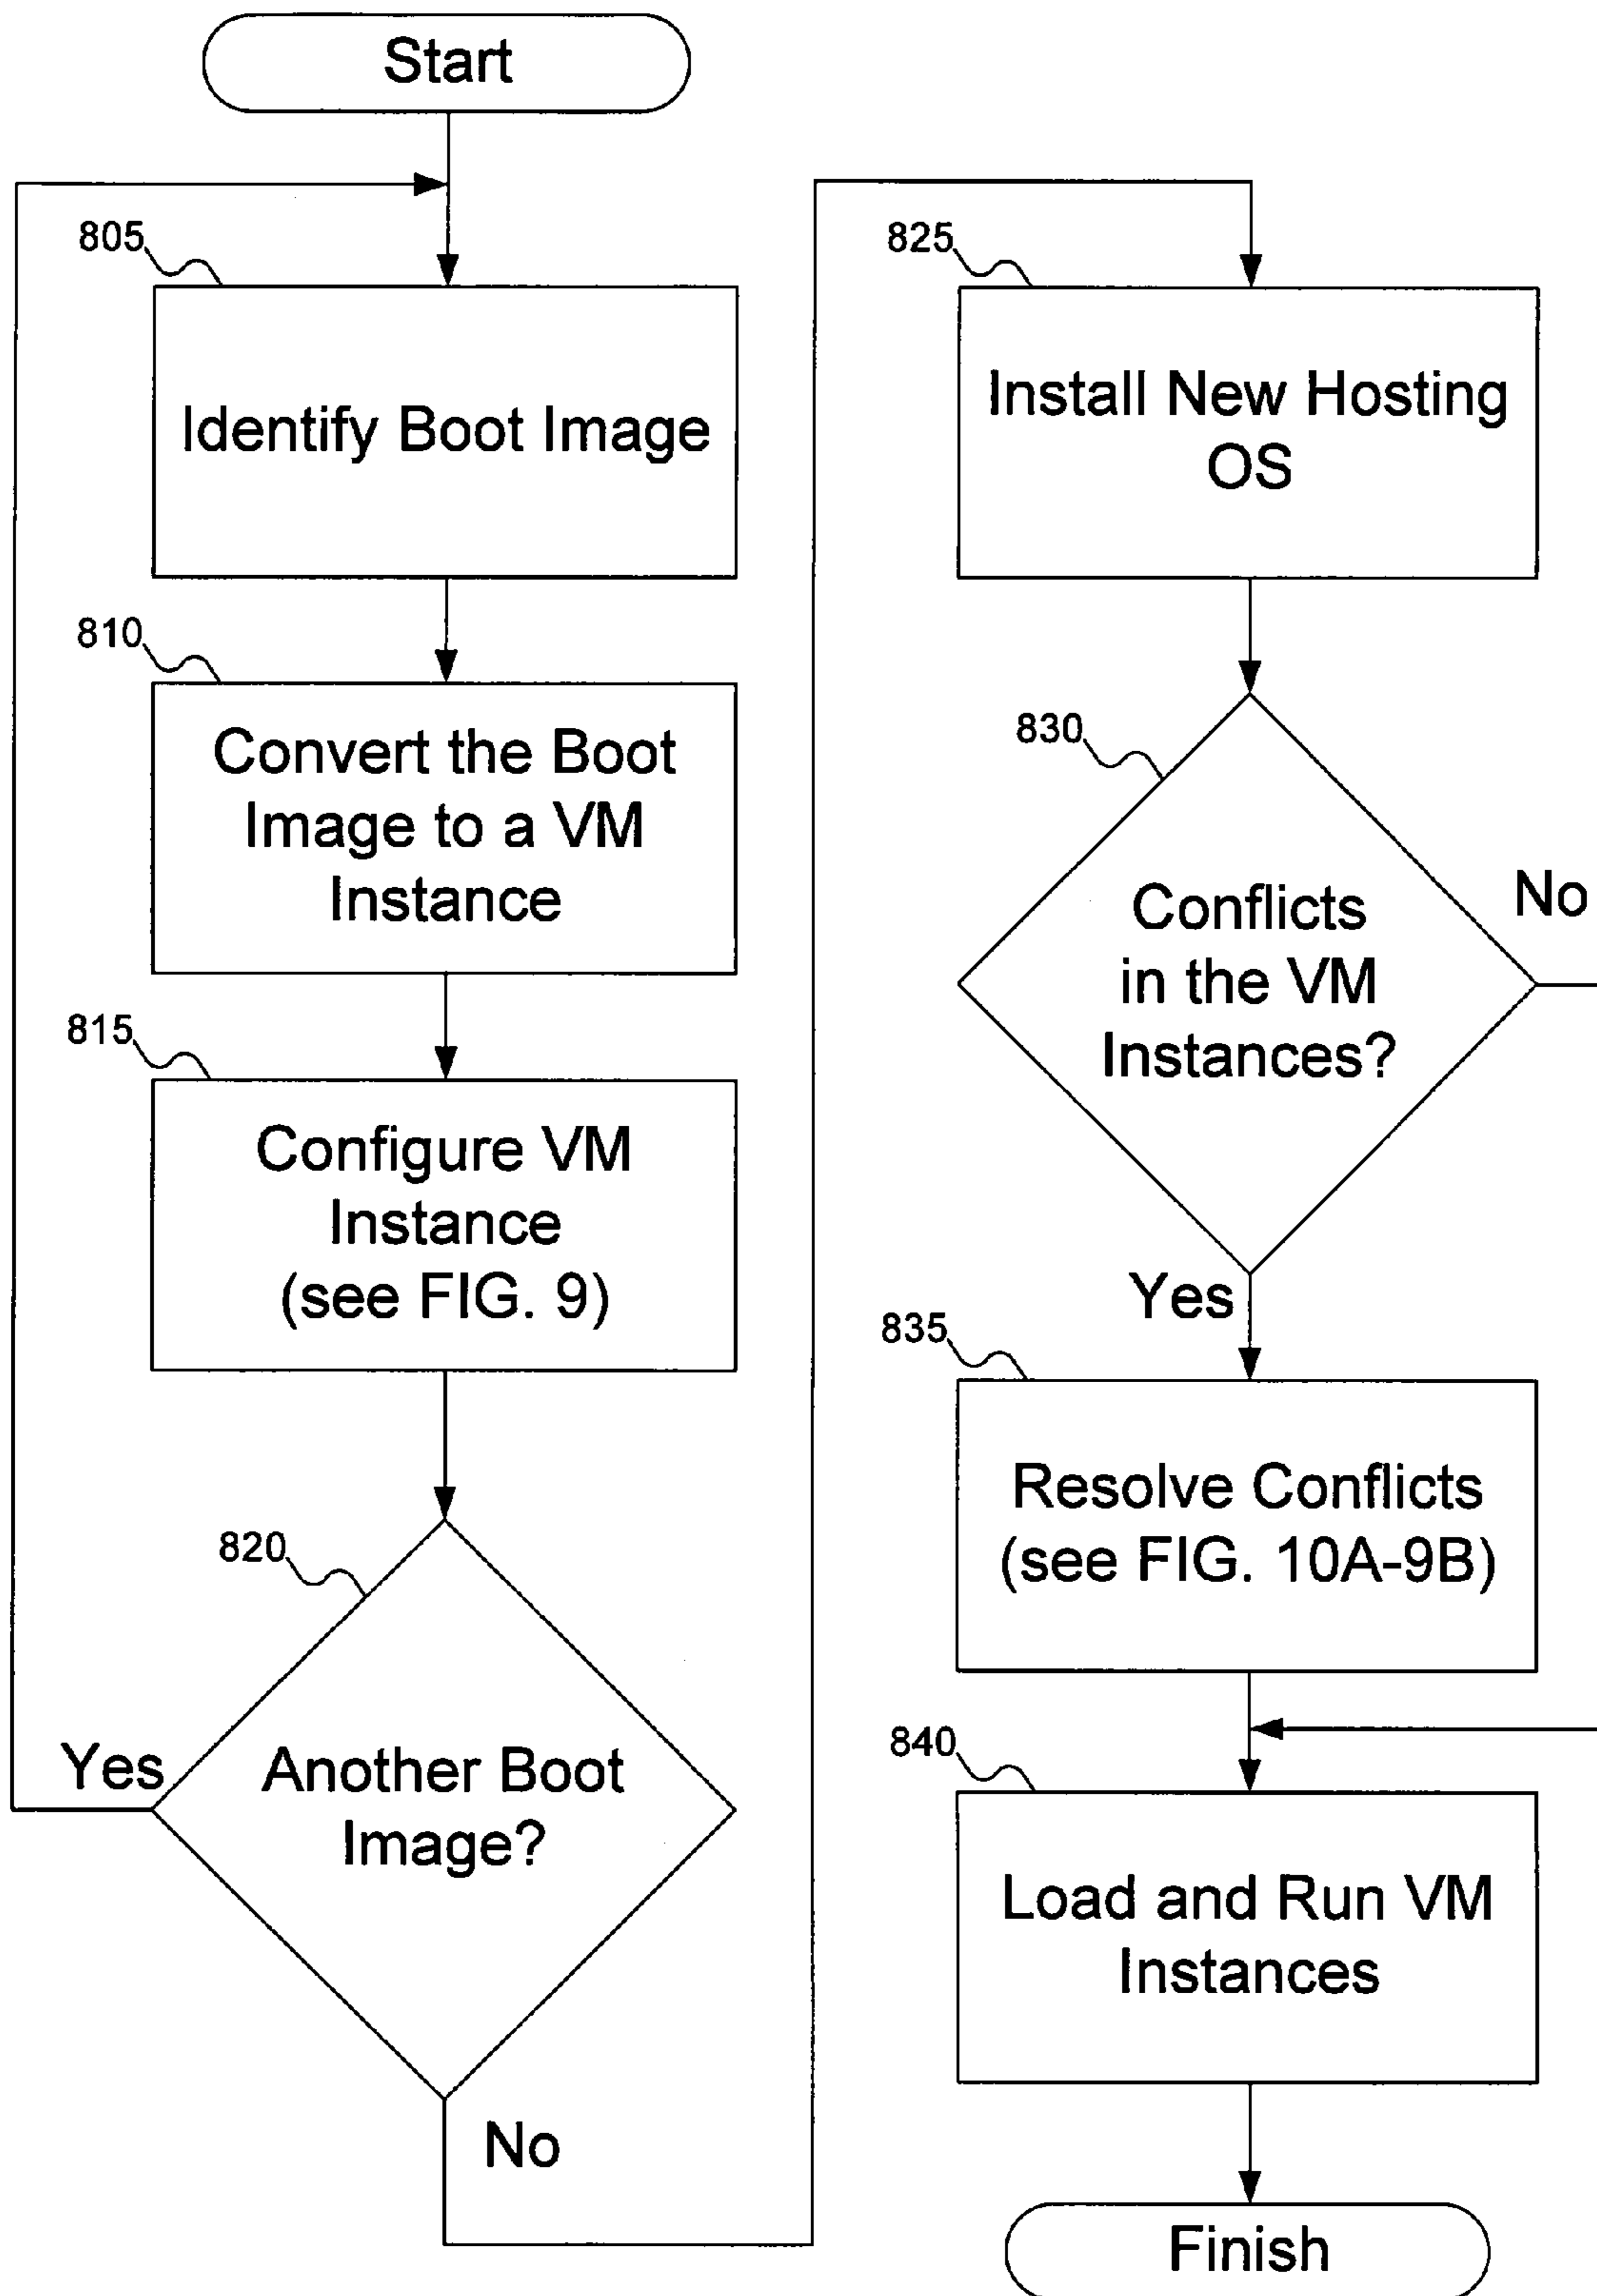 Start
805
Identify Boot Image
810
Convert the Boot
Image to a VM
Instance
815
Configure VM
Instance
(see FIG. 9)
820
Another Boot
Image?
Yes
No
825
Install New Hosting
OS
830
Conflicts
in the VM
Instances?
No
Yes
835
Resolve Conflicts
(see FIG. 10A-9B)
840
Load and Run VM
Instances
Finish